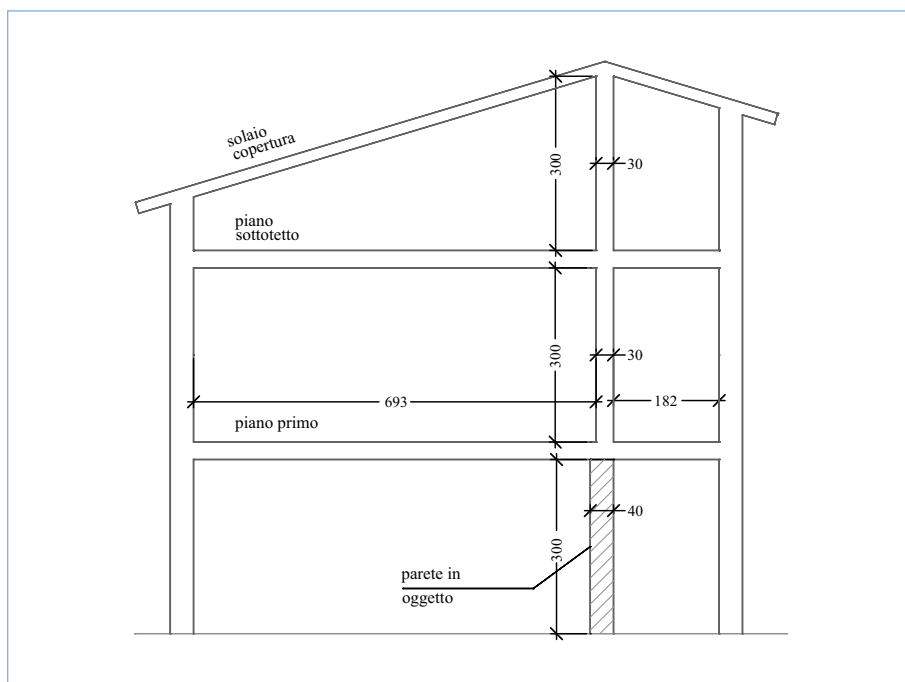 solaio
copertura
300
30
piano
sottotetto
300
30
693
182
piano primo
40
300
parete in
oggetto